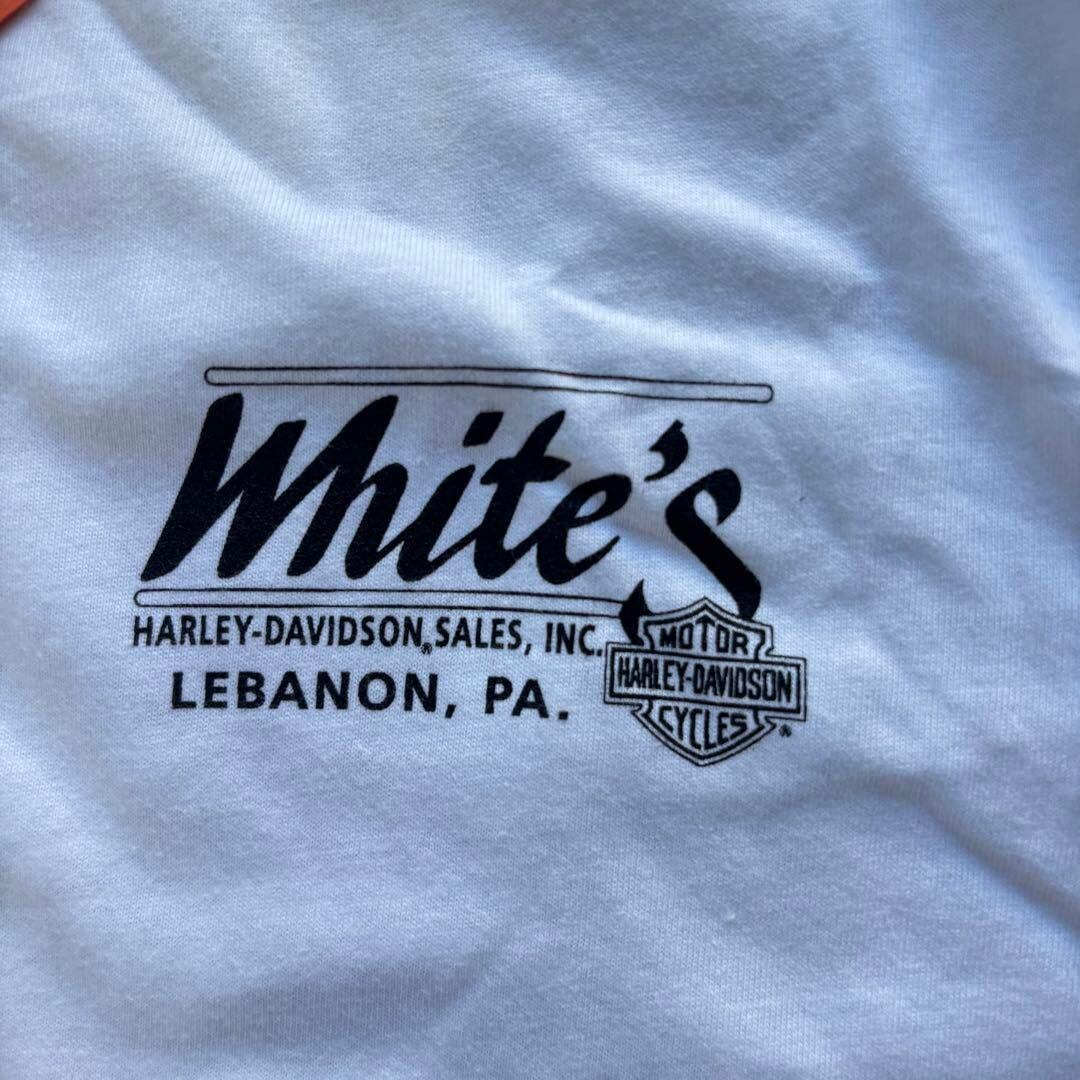 White's
HARLEY-DAVIDSON® SALES, INC.
LEBANON, PA.
MOTOR
HARLEY-DAVIDSON
CYCLES
®